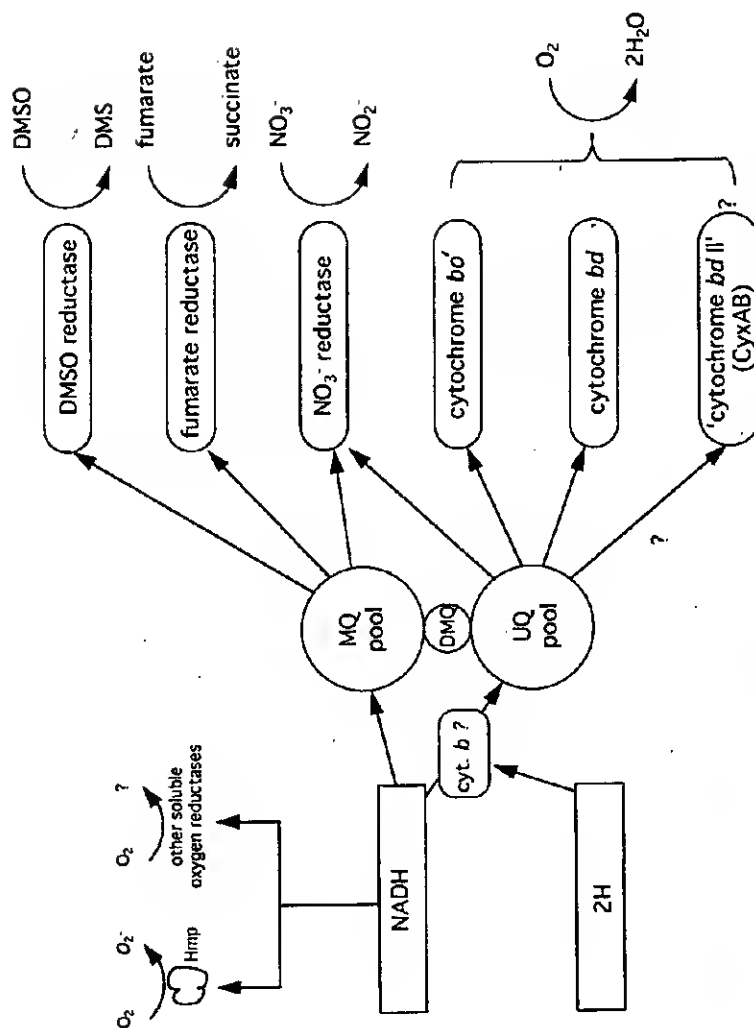 O₂
O₂⁻
Hmp
O₂
?
other soluble
oxygen reductases
NADH
2H
cyt. b ?
MQ
pool
DMQ
UQ
pool
?
DMSO reductase
DMSO
DMS
fumarate reductase
fumarate
succinate
NO₃⁻ reductase
NO₃⁻
NO₂⁻
cytochrome bo'
cytochrome bd
'cytochrome bd II'
(CyxAB)
?
O₂
2H₂O